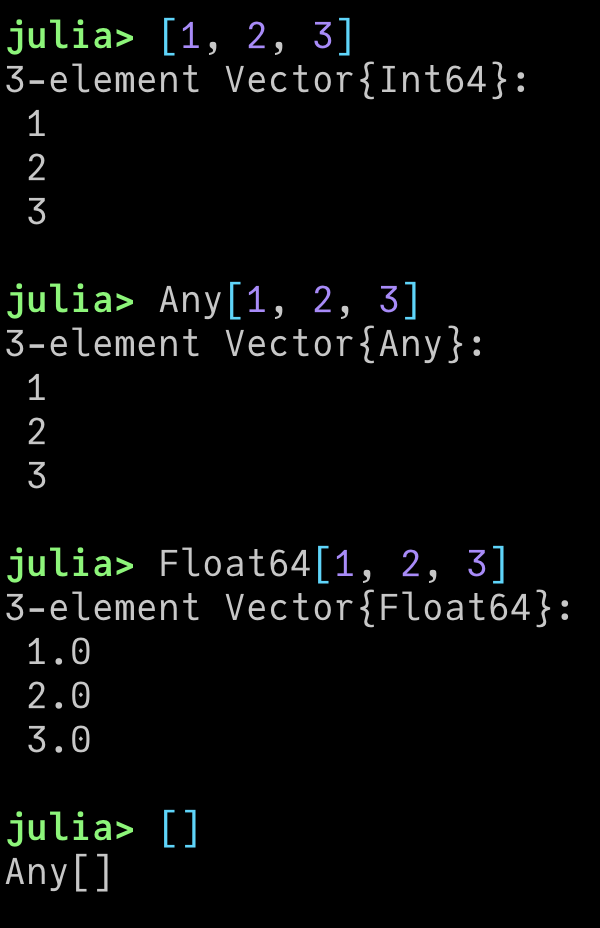 julia> [1, 2, 3]
3-element Vector{Int64}:
 1
 2
 3

julia> Any[1, 2, 3]
3-element Vector{Any}:
 1
 2
 3

julia> Float64[1, 2, 3]
3-element Vector{Float64}:
 1.0
 2.0
 3.0

julia> []
Any[]